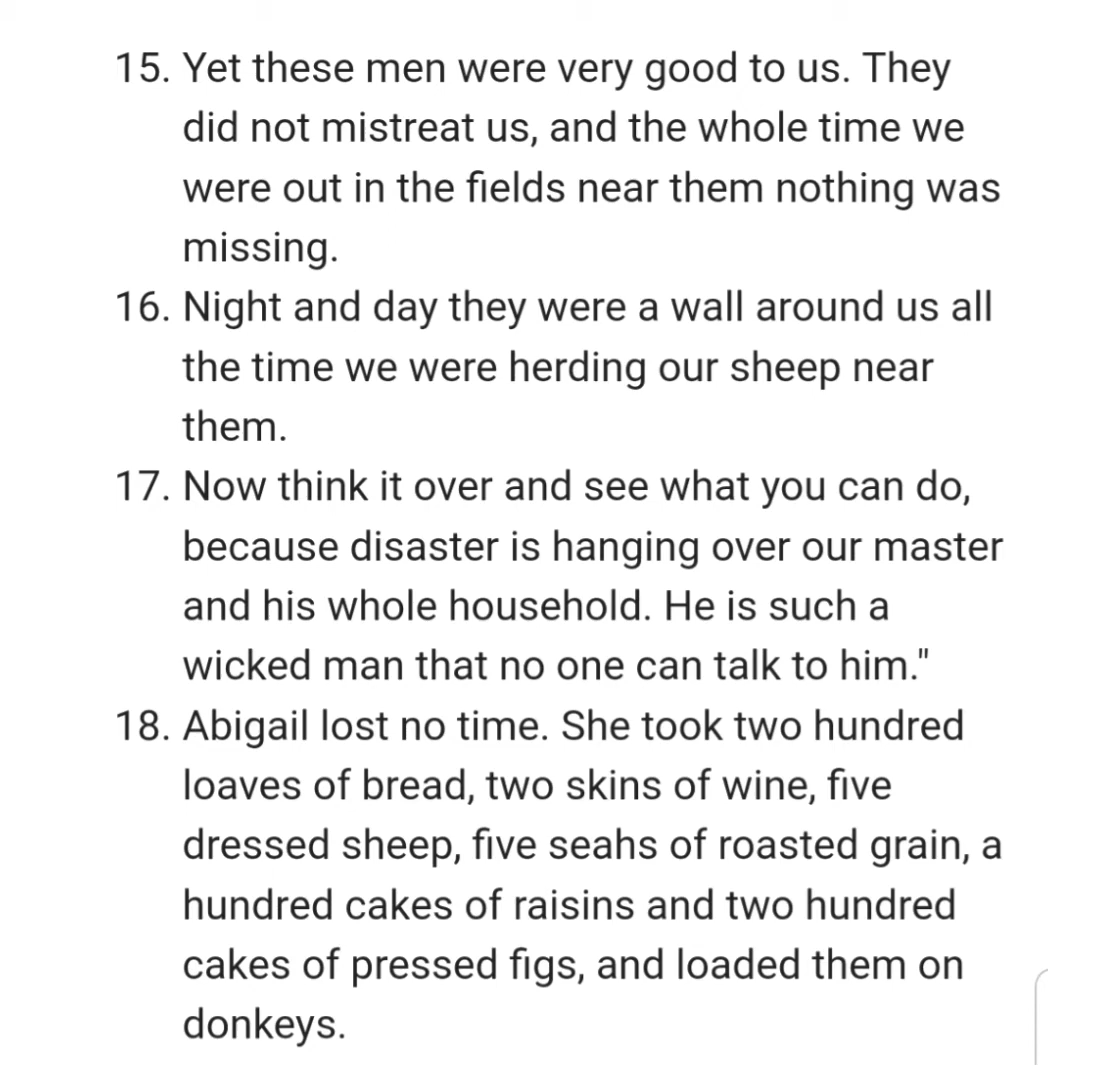 15. Yet these men were very good to us. They
did not mistreat us, and the whole time we
were out in the fields near them nothing was
missing.
16. Night and day they were a wall around us all
the time we were herding our sheep near
them.
17. Now think it over and see what you can do,
because disaster is hanging over our master
and his whole household. He is such a
wicked man that no one can talk to him."
18. Abigail lost no time. She took two hundred
loaves of bread, two skins of wine, five
dressed sheep, five seahs of roasted grain, a
hundred cakes of raisins and two hundred
cakes of pressed figs, and loaded them on
donkeys.